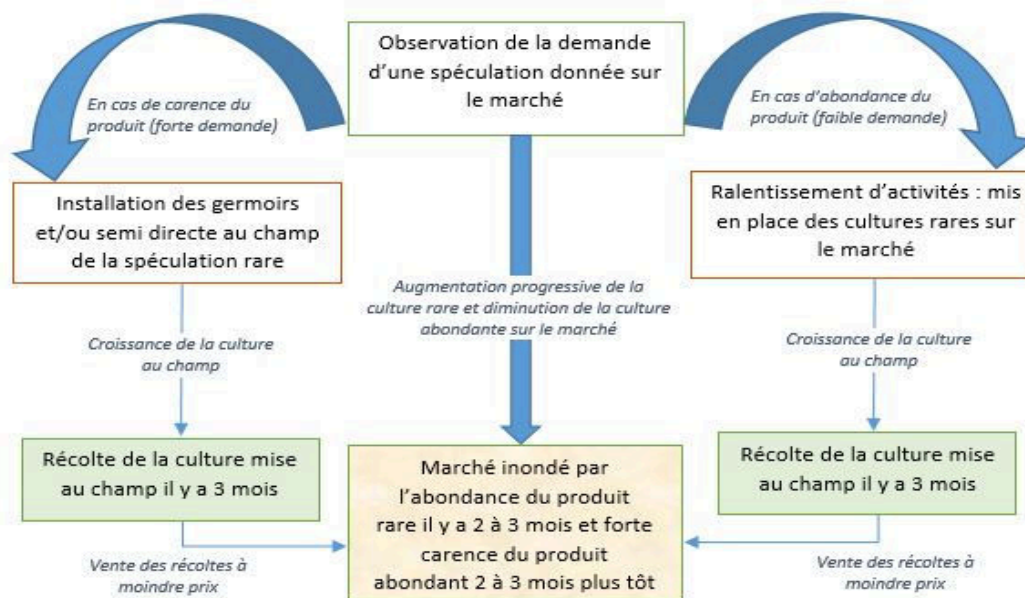 Observation de la demande
d'une spéculation donnée sur
le marché
En cas de carence du
produit (forte demande)
En cas d'abondance du
produit (faible demande)
Installation des germoirs
et/ou semi directe au champ
de la spéculation rare
Ralentissement d'activités : mis
en place des cultures rares sur
le marché
Augmentation progressive de la
culture rare et diminution de la culture
abondante sur le marché
Croissance de la culture
au champ
Croissance de la culture
au champ
Récolte de la culture mise
au champ il y a 3 mois
Marché inondé par
l'abondance du produit
rare il y a 2 à 3 mois et forte
carence du produit
abondant 2 à 3 mois plus tôt
Récolte de la culture mise
au champ il y a 3 mois
Vente des récoltes à
moindre prix
Vente des récoltes à
moindre prix